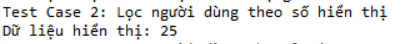 Test Case 2: Lọc người dùng theo số hiển thị
Dữ liệu hiển thị: 25